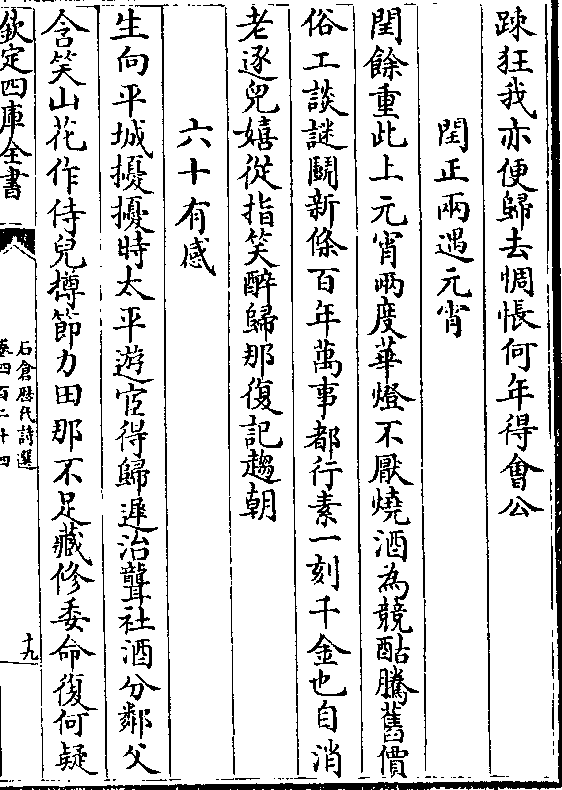 踈狂我亦便歸去惆悵何年得會公
閏正兩遇元宵
閏餘重此上元宵兩度華燈不厭燒酒為競酤騰舊價
俗工談謎鬬新條百年萬事都行素一刻千金也自消
老逐兒嬉從指笑醉歸那復記趨朝
六十有感
生向平城擾擾時太平遊宦得歸遲治聾社酒分鄰父
含笑山花作侍兒樽節力田那不足藏修委命復何疑
欽定四庫全書
石倉歷代詩選
卷四百二十四
十九